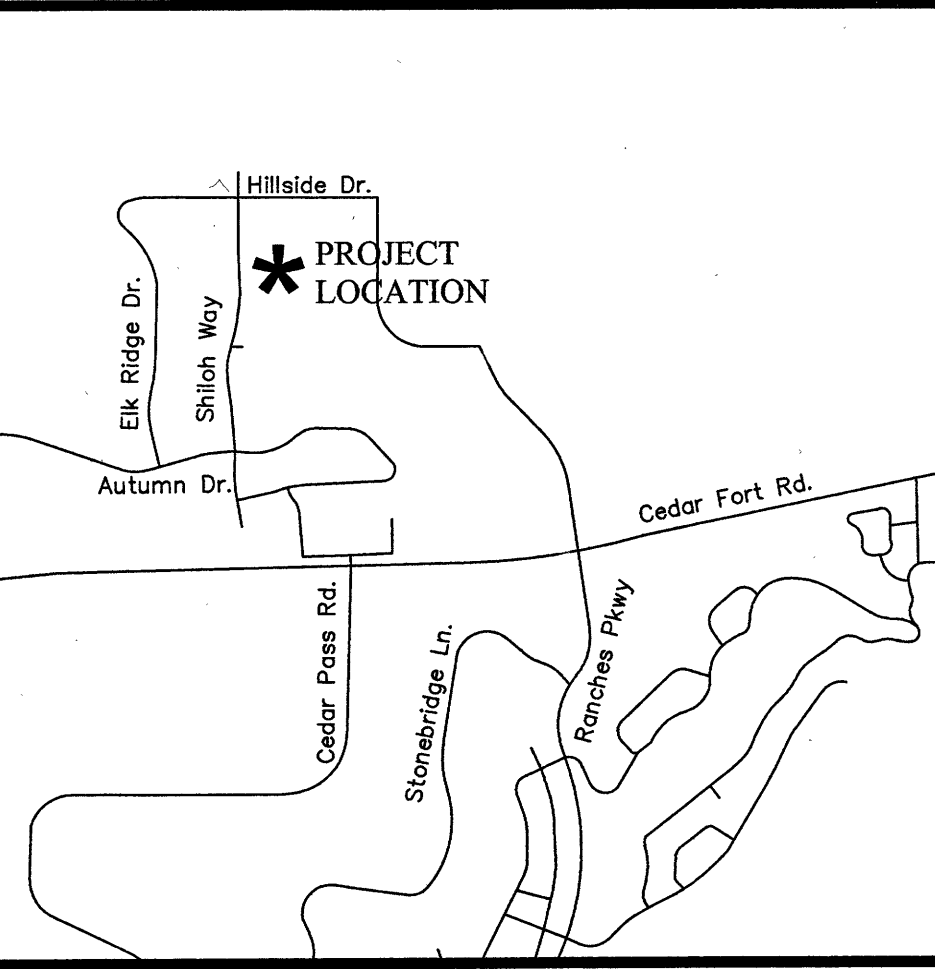 Hillside Dr.
PROJECT
LOCATION
Elk Ridge Dr.
Shiloh Way
Autumn Dr.
Cedar Fort Rd.
Cedar Pass Rd.
Stonebridge Ln.
Ranches Pkwy